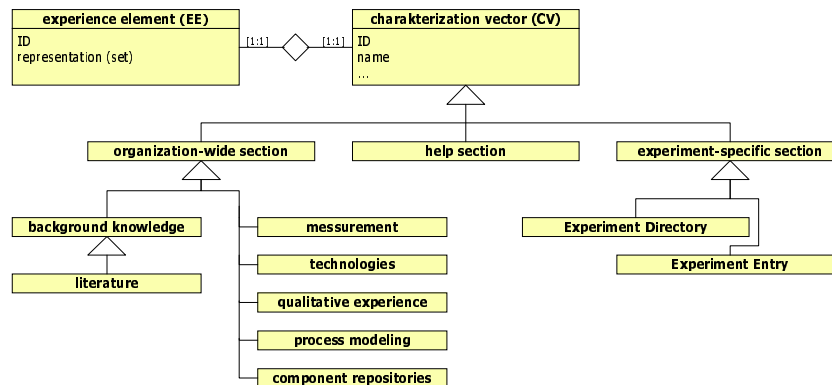 experience element (EE)
ID
representation (set)
[1:1]
[1:1]
charakterization vector (CV)
ID
name
...
organization-wide section
help section
experiment-specific section
background knowledge
messurement
Experiment Directory
technologies
Experiment Entry
literature
qualitative experience
process modeling
component repositories